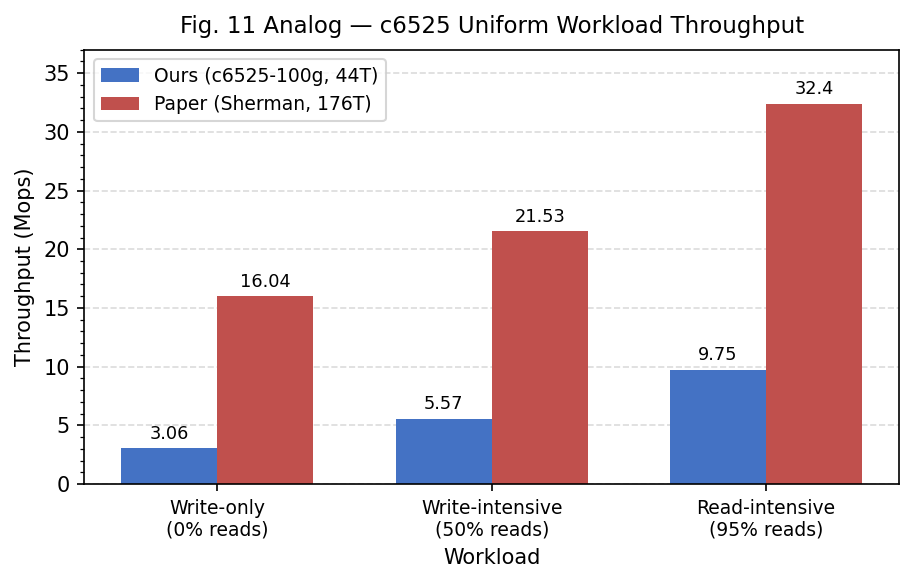 Fig. 11 Analog — c6525 Uniform Workload Throughput
Ours (c6525-100g, 44T)
Paper (Sherman, 176T)
Throughput (Mops)
35
30
25
20
15
10
5
0
3.06
16.04
5.57
21.53
9.75
32.4
Write-only
(0% reads)
Write-intensive
(50% reads)
Read-intensive
(95% reads)
Workload